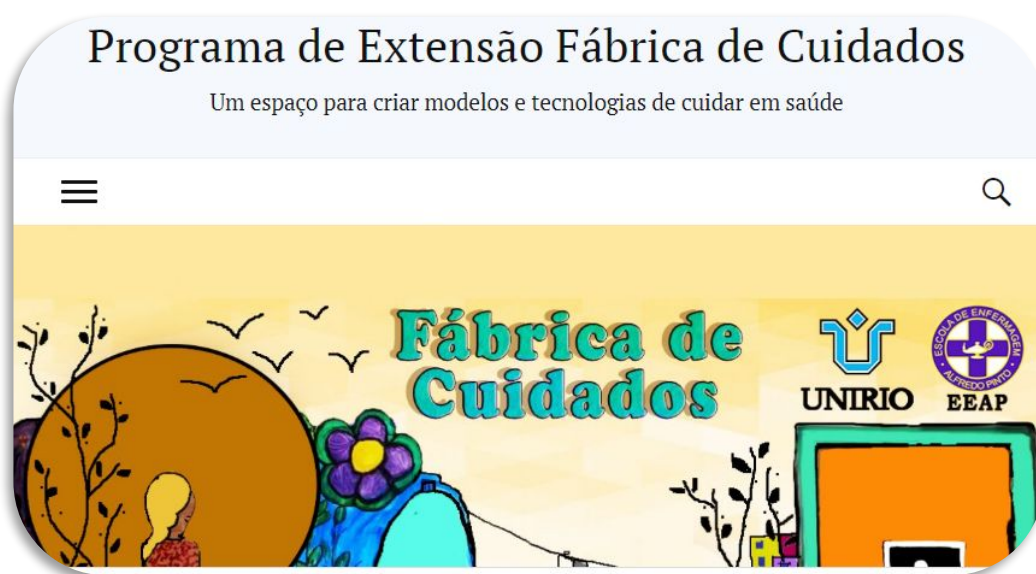 Programa de Extensão Fábrica de Cuidados
Um espaço para criar modelos e tecnologias de cuidar em saúde
Fábrica de
Cuidados
UNIRIO
ESCOLA DE ENFERMAGEM
ALFREDO PINTO
EEAP